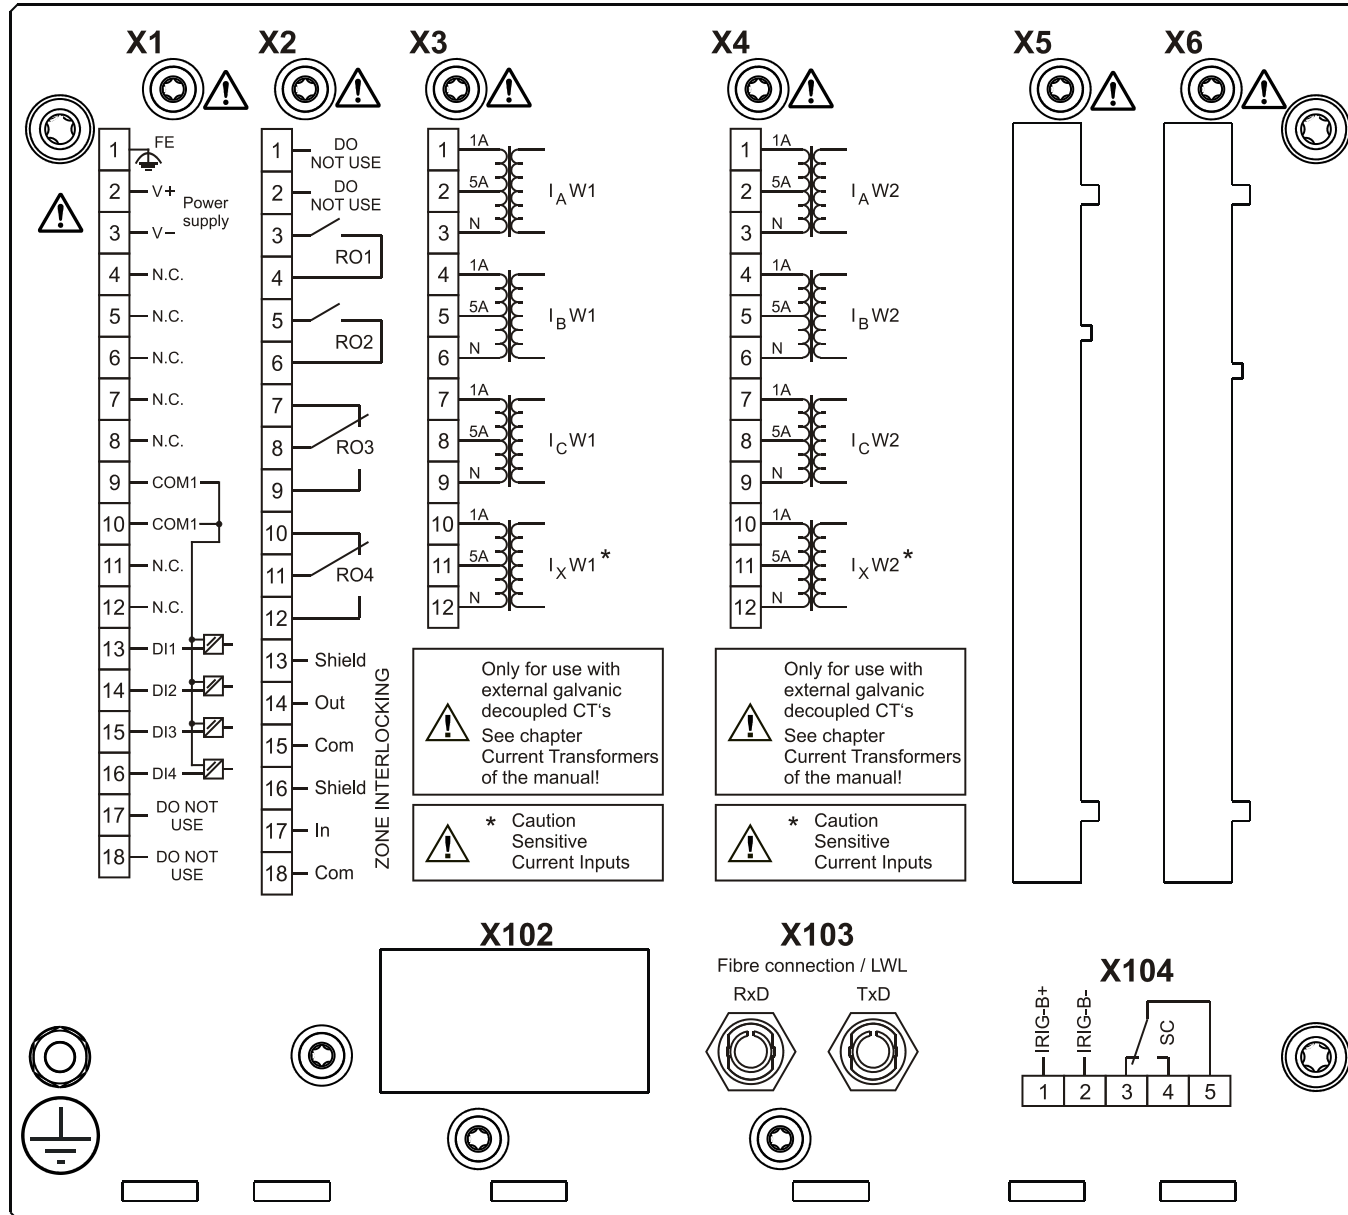 X1
X2
X3
X4
X5
X6
1 FE
2 V+
Power
supply
3 V-
4 N.C.
5 N.C.
6 N.C.
7 N.C.
8 N.C.
9 COM1
10 COM1
11 N.C.
12 N.C.
13 DI1
14 DI2
15 DI3
16 DI4
17 DO NOT
USE
18 DO NOT
USE
1 DO
NOT USE
2 DO
NOT USE
3
RO1
4
5
RO2
6
7
8 RO3
9
10
11 RO4
12
13 Shield
14 Out
15 Com
16 Shield
17 In
18 Com
ZONE INTERLOCKING
1 1A
2 5A IAW1
3 N
4 1A
5 5A IBW1
6 N
7 1A
8 5A ICW1
9 N
10 1A
11 5A IXW1*
12 N
Only for use with
external galvanic
decoupled CT's
See chapter
Current Transformers
of the manual!
* Caution
Sensitive
Current Inputs
1 1A
2 5A IAW2
3 N
4 1A
5 5A IBW2
6 N
7 1A
8 5A ICW2
9 N
10 1A
11 5A IXW2*
12 N
Only for use with
external galvanic
decoupled CT's
See chapter
Current Transformers
of the manual!
* Caution
Sensitive
Current Inputs
X102
X103
Fibre connection / LWL
RxD TxD
X104
IRIG-B+
IRIG-B-
SC
1 2 3 4 5